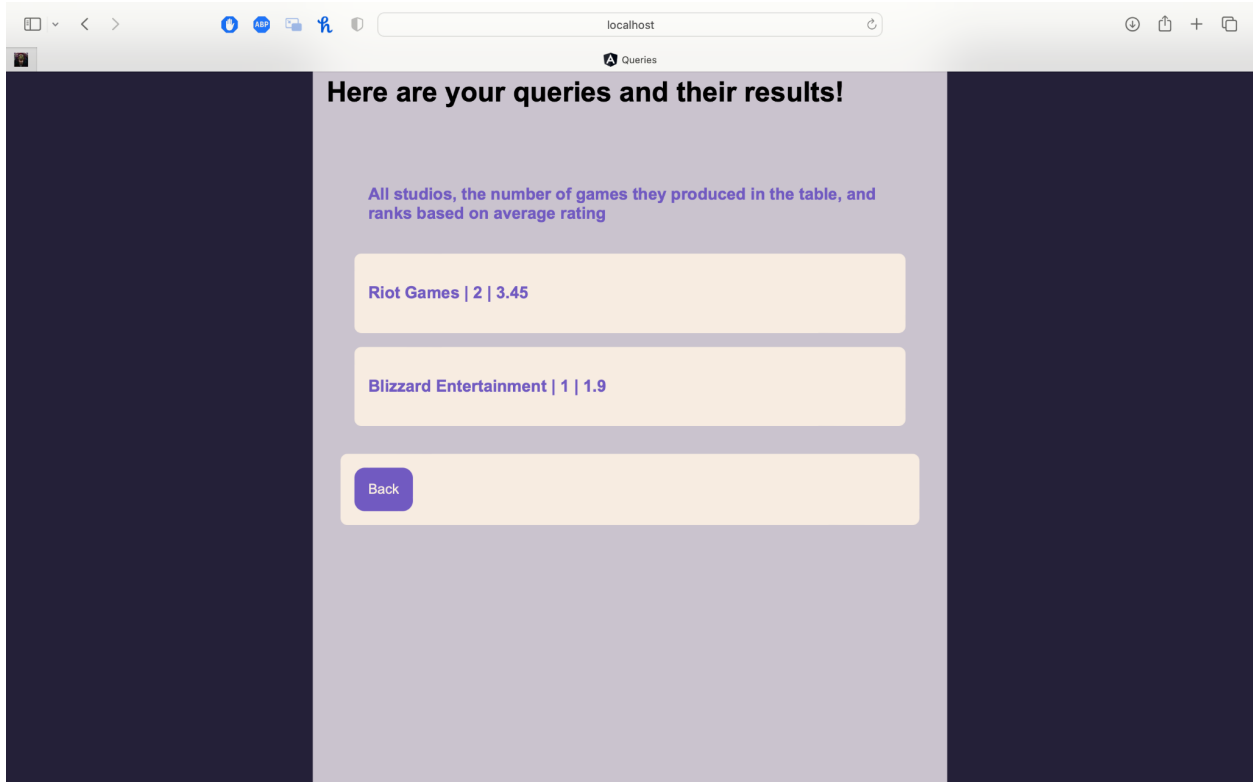 ABP
localhost
Queries
Here are your queries and their results!
All studios, the number of games they produced in the table, and
ranks based on average rating
Riot Games | 2 | 3.45
Blizzard Entertainment | 1 | 1.9
Back